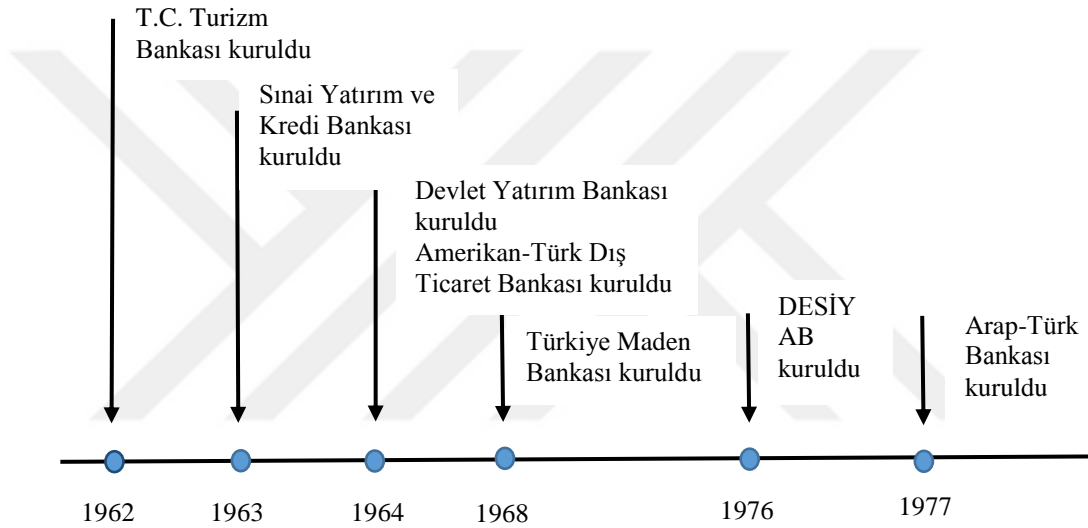 T.C. Turizm
Bankası kuruldu
Sınai Yatırım ve
Kredi Bankası
kuruldu
Devlet Yatırım Bankası
kuruldu
Amerikan-Türk Dış
Ticaret Bankası kuruldu
Türkiye Maden
Bankası kuruldu
DESİY
AB
kuruldu
Arap-Türk
Bankası
kuruldu
1962
1963
1964
1968
1976
1977